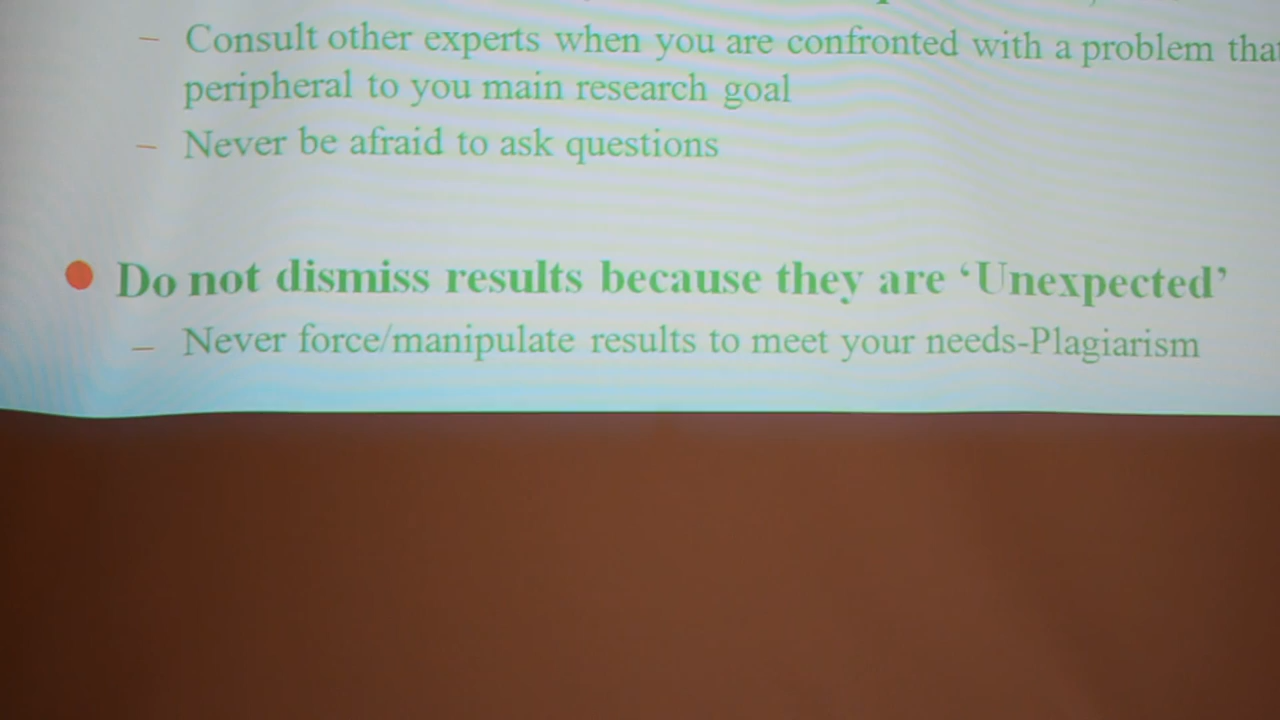 – Consult other experts when you are confronted with a problem
peripheral to you main research goal
– Never be afraid to ask questions
● Do not dismiss results because they are ‘Unexpected’
– Never force/manipulate results to meet your needs-Plagiarism